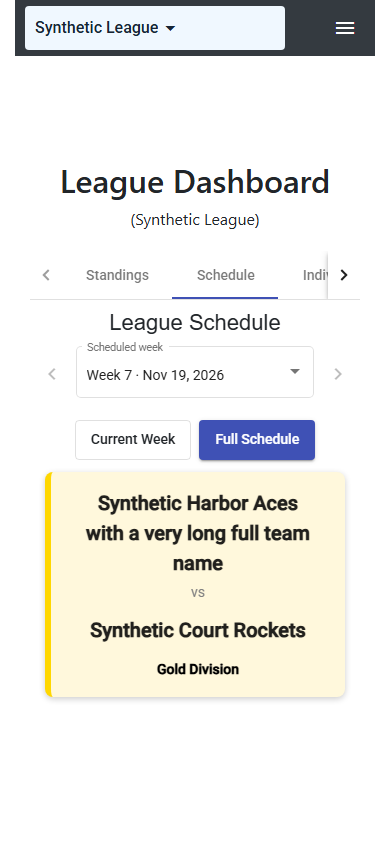 Synthetic League
League Dashboard
(Synthetic League)
Standings
Schedule
Indiv
League Schedule
Scheduled week
Week 7 · Nov 19, 2026
Current Week
Full Schedule
Synthetic Harbor Aces
with a very long full team
name
vs
Synthetic Court Rockets
Gold Division